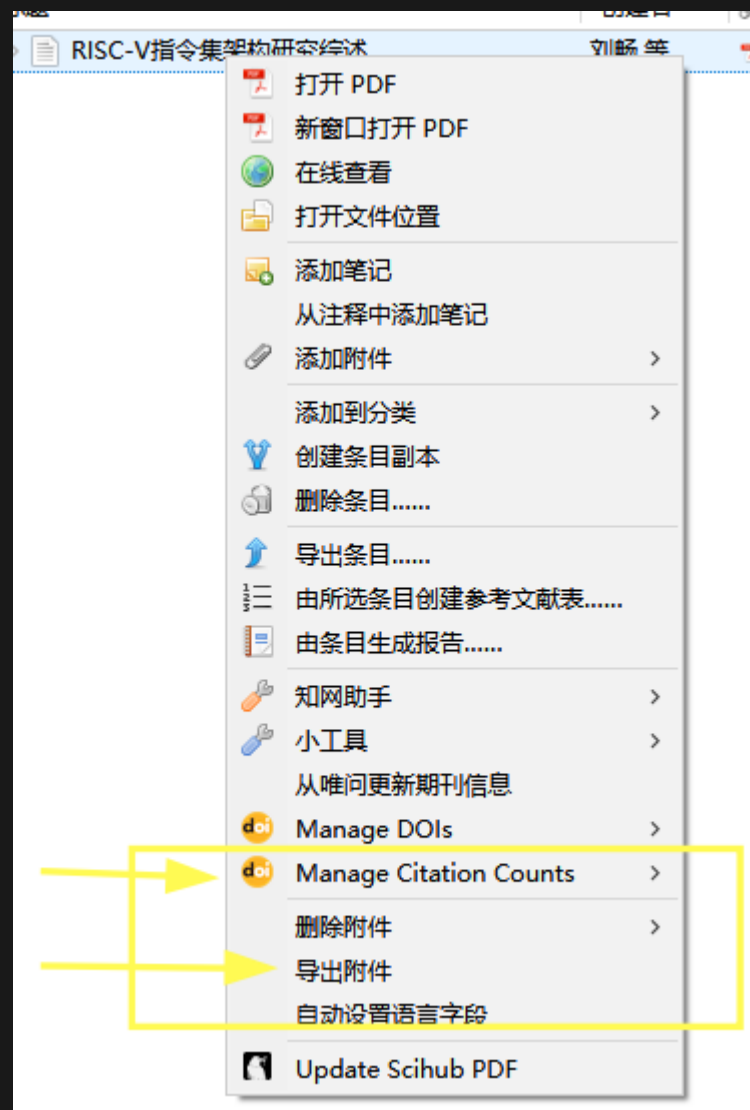 RISC-V指令集架构研究综述 刘畅 等
打开 PDF
新窗口打开 PDF
在线查看
打开文件位置
添加笔记
从注释中添加笔记
添加附件
添加到分类
创建条目副本
删除条目......
导出条目......
由所选条目创建参考文献表......
由条目生成报告......
知网助手
小工具
从唯问更新期刊信息
doi Manage DOIs
doi Manage Citation Counts
删除附件
导出附件
自动设置语言字段
Update Scihub PDF